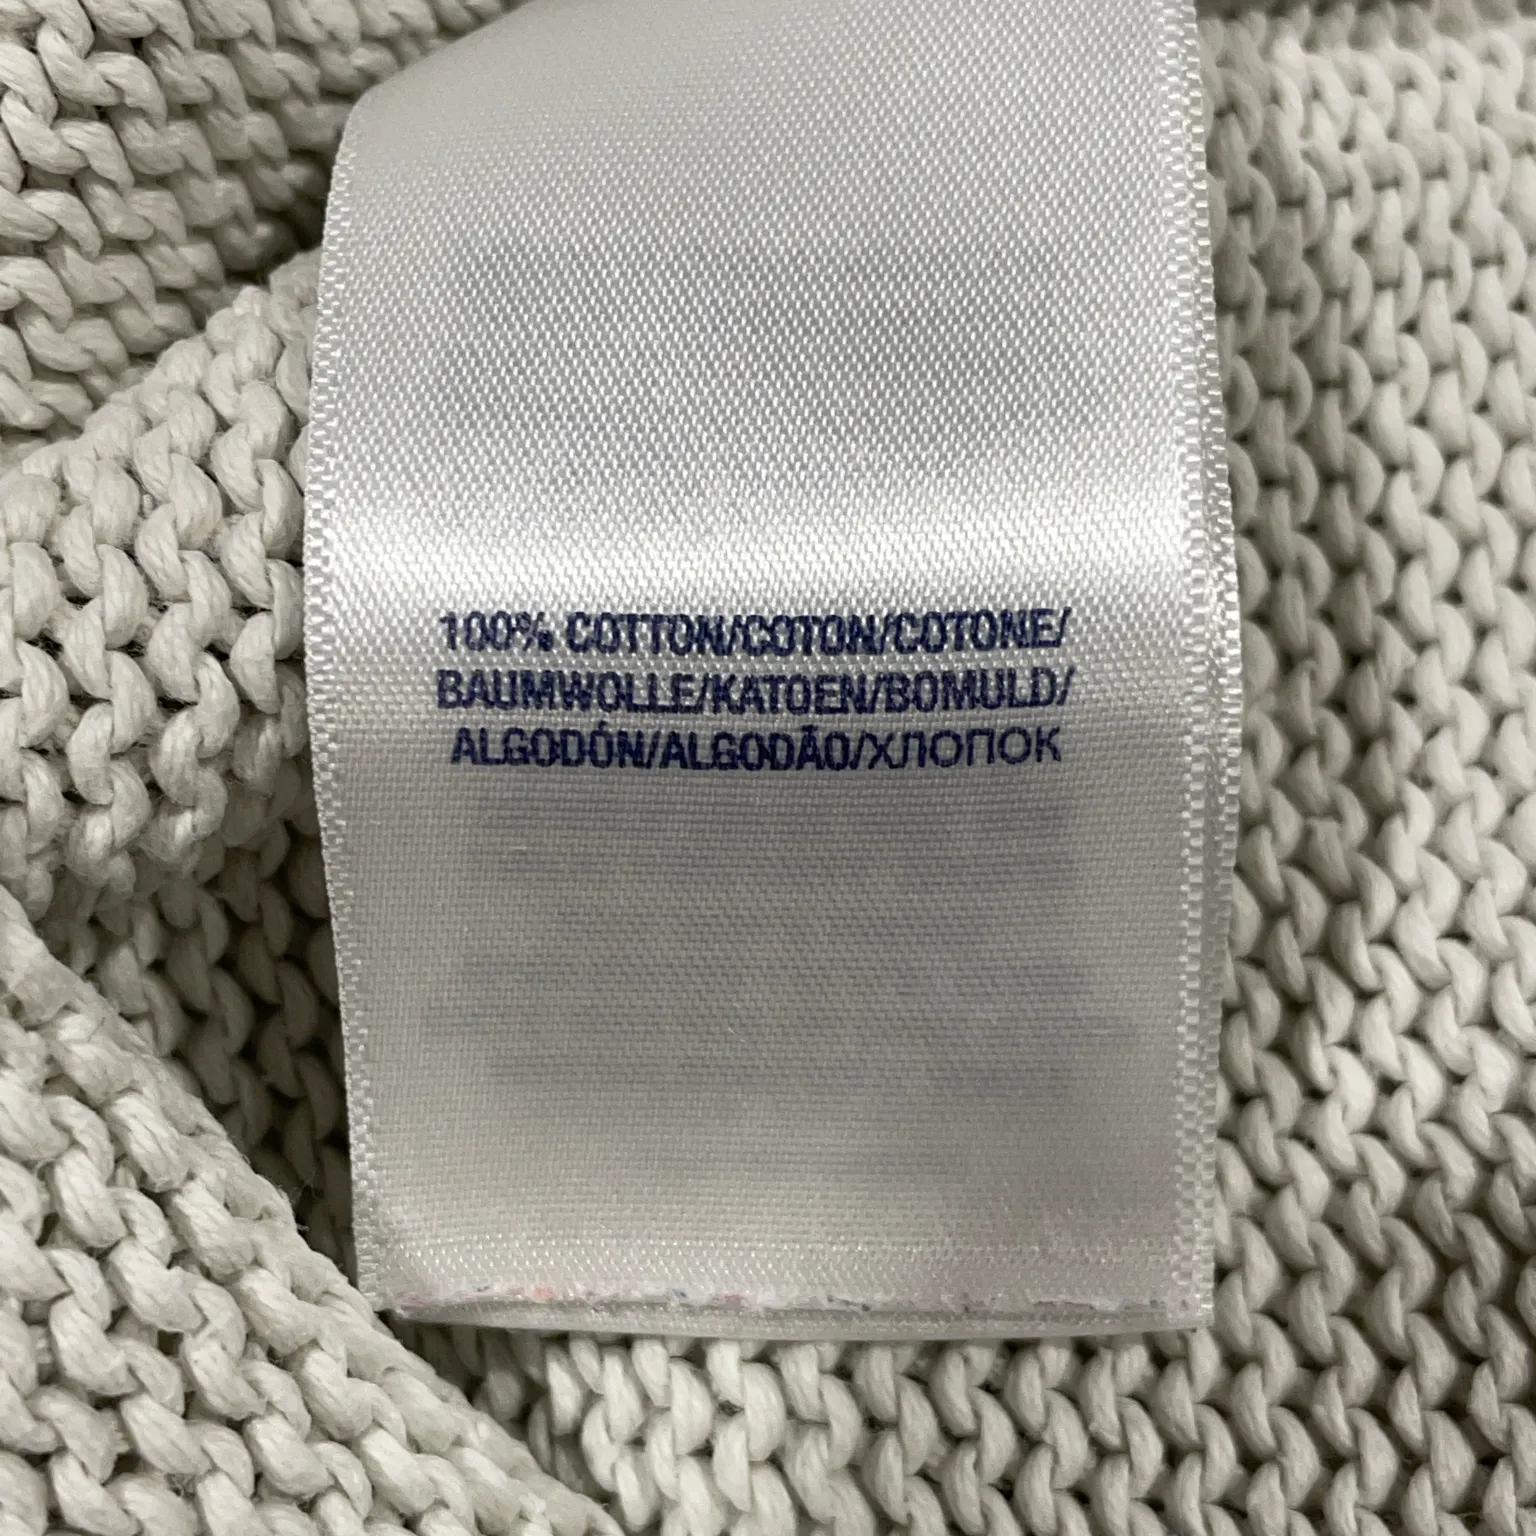 100% COTTON/COTON/COTONE/
BAUMWOLLE/KATOEN/BOMULD/
ALGODÓN/ALGODÃO/ХЛОПОК